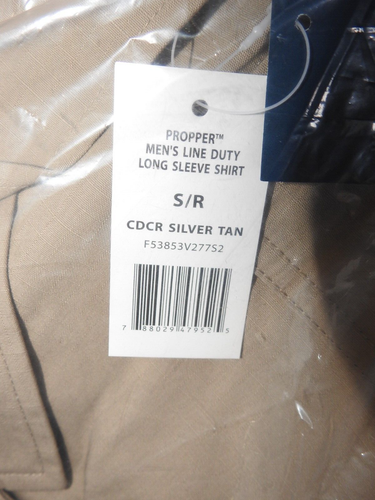 PROPPER™
MEN'S LINE DUTY
LONG SLEEVE SHIRT
S/R
CDCR SILVER TAN
F53853V277S2
7 88029 47952 5